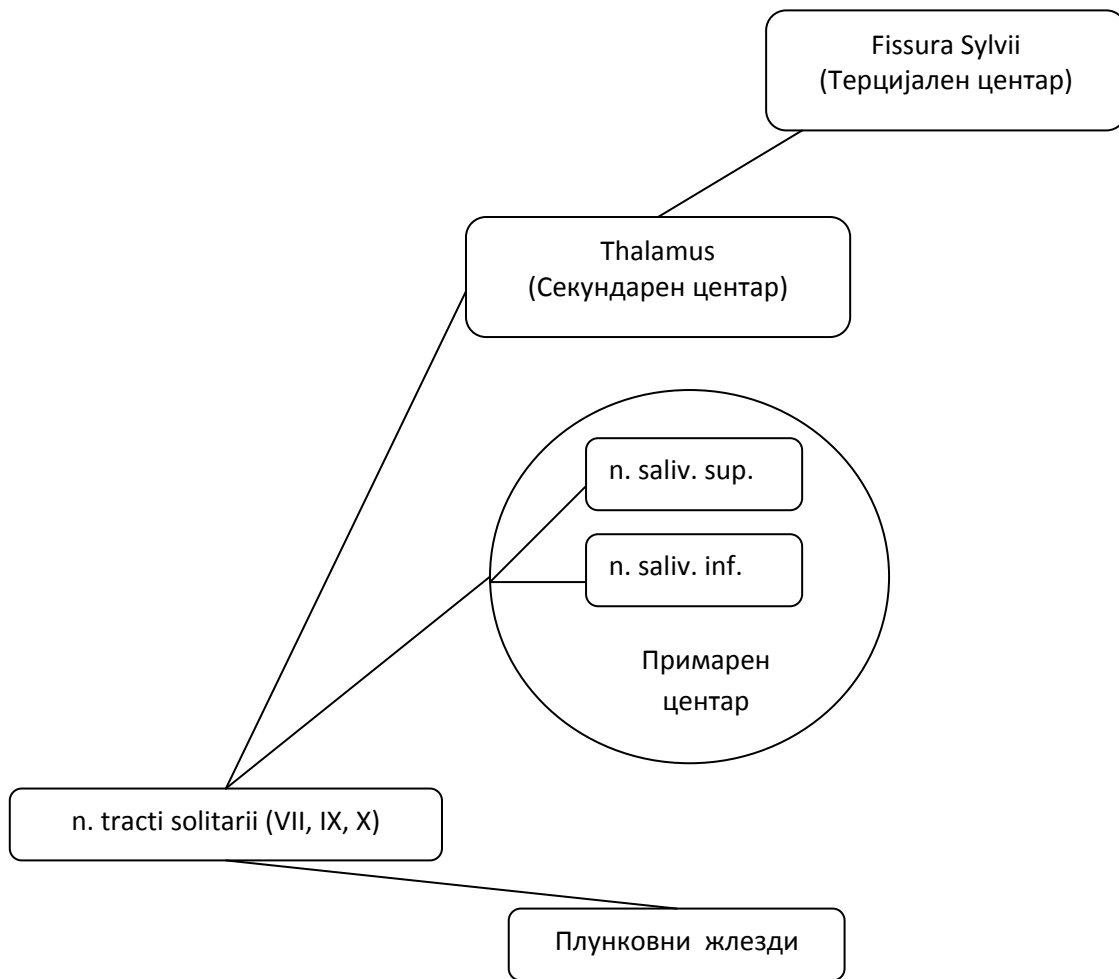 Fissura Sylvii
(Терцијален центар)
Thalamus
(Секундарен центар)
n. saliv. sup.
n. saliv. inf.
Примарен
центар
n. tracti solitarii (VII, IX, X)
Плунковни жлезди